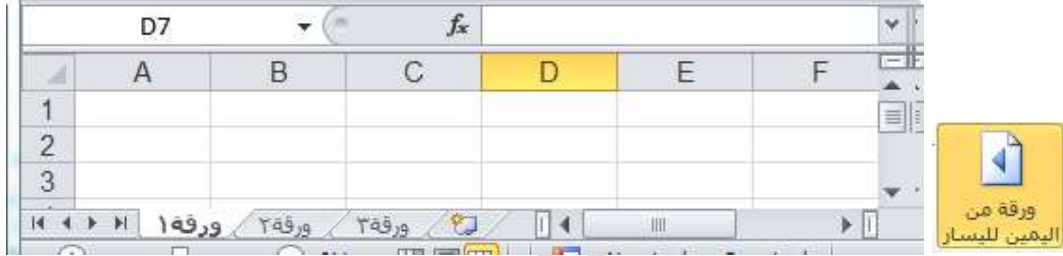 D7 fx
A B C D E F
1
2
3
ورقة١ ورقة٢ ورقة٣
ورقة من
اليمين لليسار